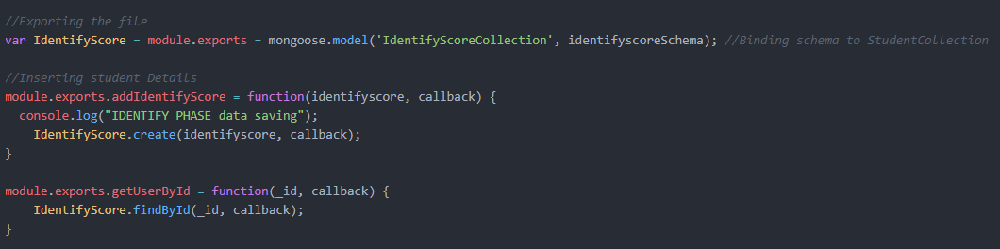 //Exporting the file
var IdentifyScore = module.exports = mongoose.model('IdentifyScoreCollection', identifyscoreSchema); //Binding schema to StudentCollection
//Inserting student Details
module.exports.addIdentifyScore = function(identifyscore, callback) {
console.log("IDENTIFY PHASE data saving");
IdentifyScore.create(identifyscore, callback);
}
module.exports.getUserById = function(_id, callback) {
IdentifyScore.findById(_id, callback);
}